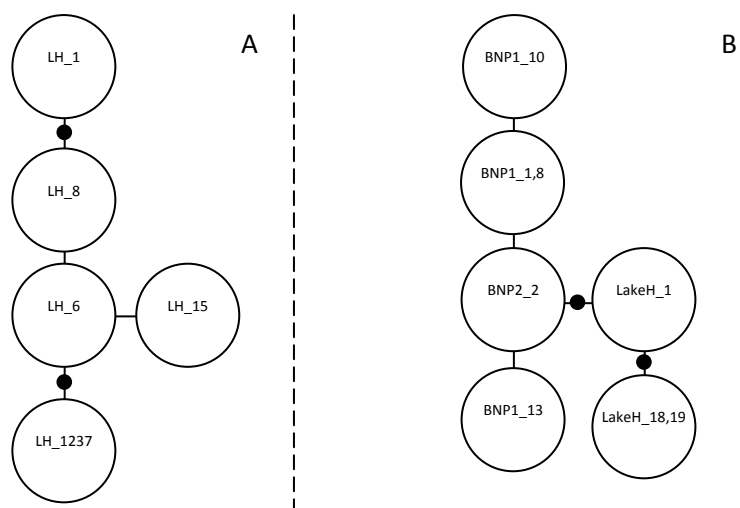 A
LH_1
LH_8
LH_6
LH_15
LH_1237
B
BNP1_10
BNP1_1,8
BNP2_2
LakeH_1
BNP1_13
LakeH_18,19